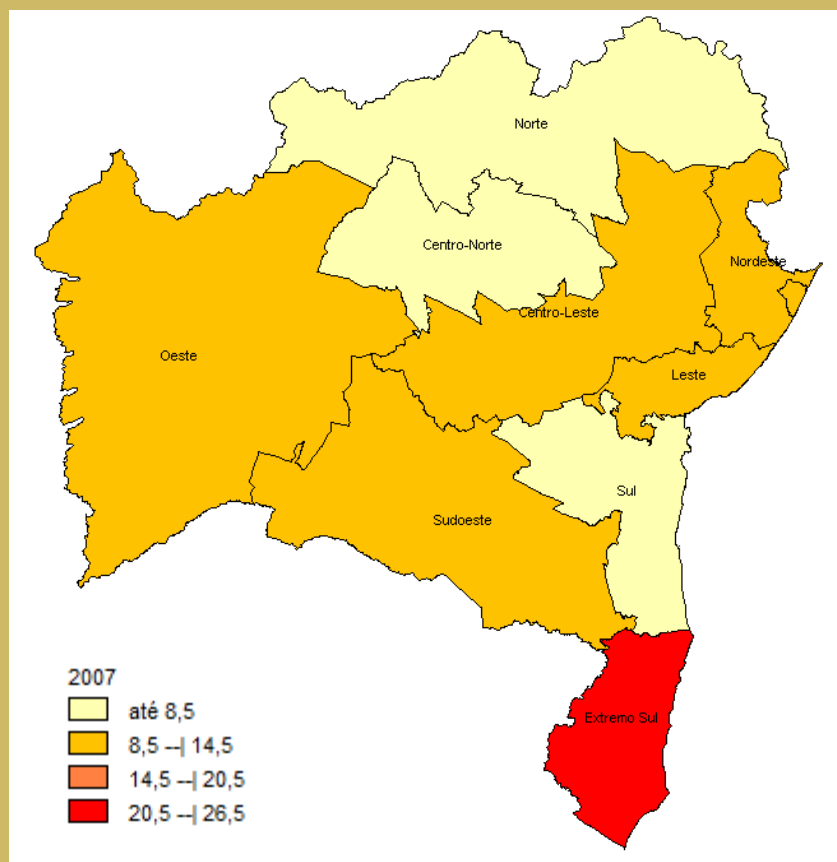 Norte
Centro-Norte
Nordeste
Centro-Leste
Oeste
Leste
Sul
Sudoeste
Extremo Sul
2007
até 8,5
8,5 --| 14,5
14,5 --| 20,5
20,5 --| 26,5